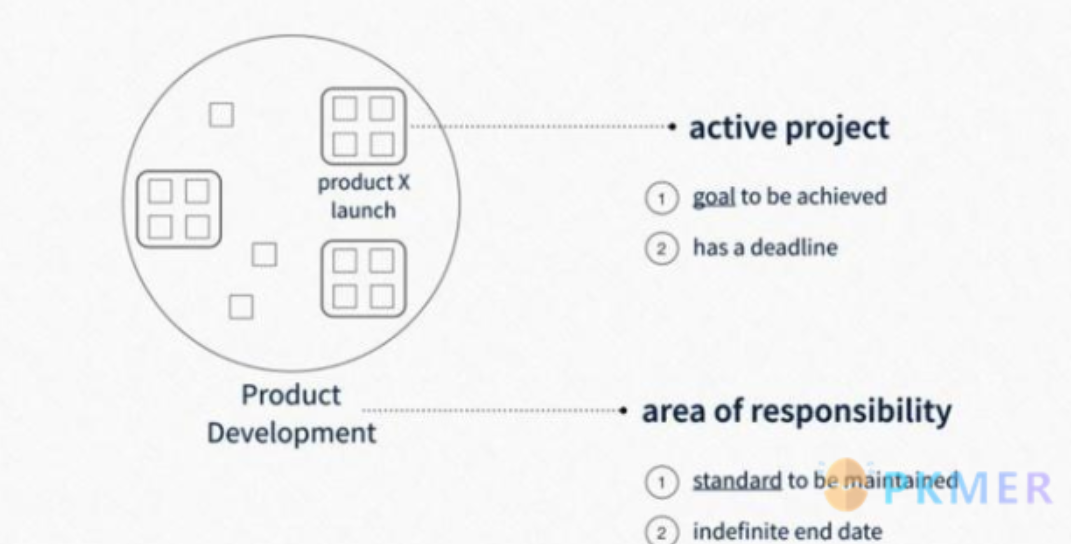 product X
launch
Product
Development
active project
1 goal to be achieved
2 has a deadline
area of responsibility
1 standard to be maintained
2 indefinite end date
PKMER